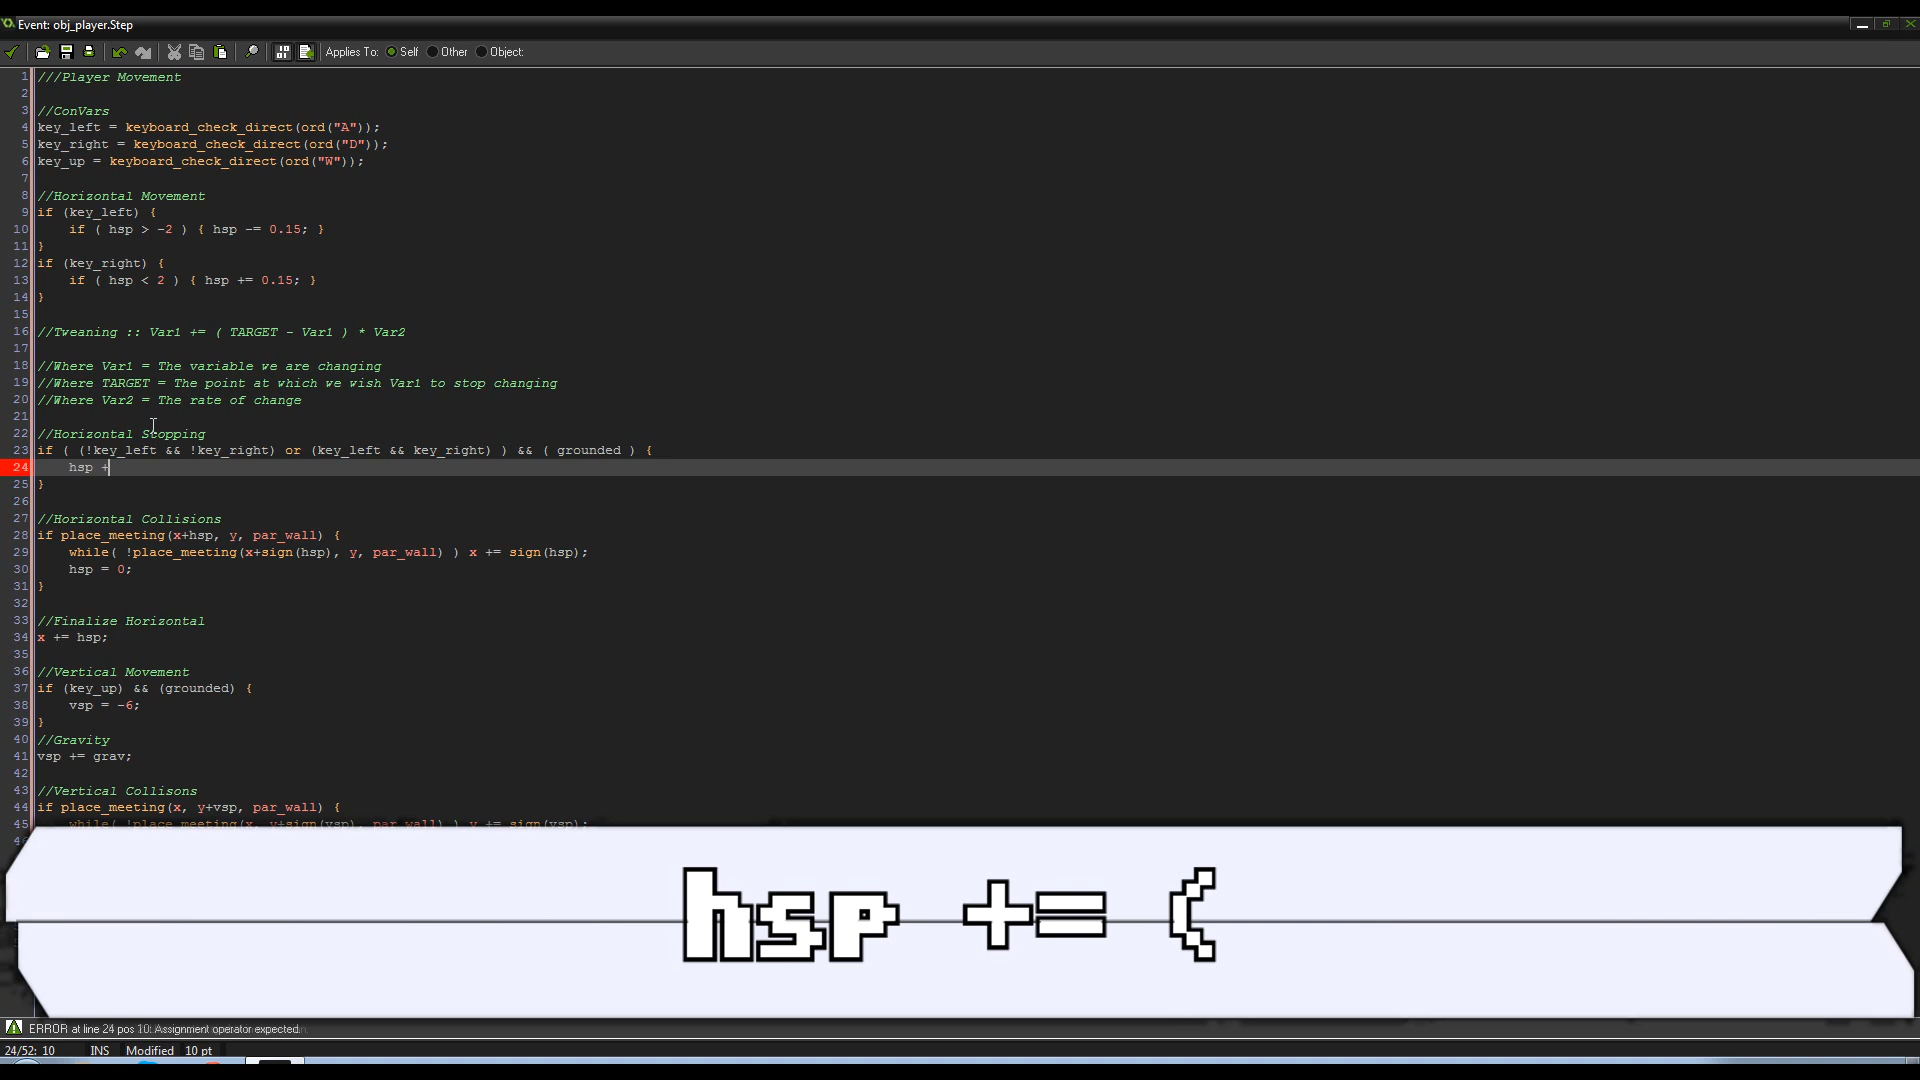 Event: obj_player.Step
Applies To: Self Other Object:
1 ///Player Movement
2
3 //ConVars
4 key_left = keyboard_check_direct(ord("A"));
5 key_right = keyboard_check_direct(ord("D"));
6 key_up = keyboard_check_direct(ord("W"));
7
8 //Horizontal Movement
9 if (key_left) {
10 if ( hsp > -2 ) { hsp -= 0.15; }
11 }
12 if (key_right) {
13 if ( hsp < 2 ) { hsp += 0.15; }
14 }
15
16 //Tweaning :: Var1 += ( TARGET - Var1 ) * Var2
17
18 //Where Var1 = The variable we are changing
19 //Where TARGET = The point at which we wish Var1 to stop changing
20 //Where Var2 = The rate of change
21
22 //Horizontal Stopping
23 if ( (!key_left && !key_right) or (key_left && key_right) ) && ( grounded ) {
24 hsp +
25 }
26
27 //Horizontal Collisions
28 if place_meeting(x+hsp, y, par_wall) {
29 while( !place_meeting(x+sign(hsp), y, par_wall) ) x += sign(hsp);
30 hsp = 0;
31 }
32
33 //Finalize Horizontal
34 x += hsp;
35
36 //Vertical Movement
37 if (key_up) && (grounded) {
38 vsp = -6;
39 }
40 //Gravity
41 vsp += grav;
42
43 //Vertical Collisons
44 if place_meeting(x, y+vsp, par_wall) {
45 while( !place_meeting(x, y+sign(vsp), par_wall) ) y += sign(vsp);
hsp += (
ERROR at line 24 pos 10: Assignment operator expected.
24/52: 10 INS Modified 10 pt